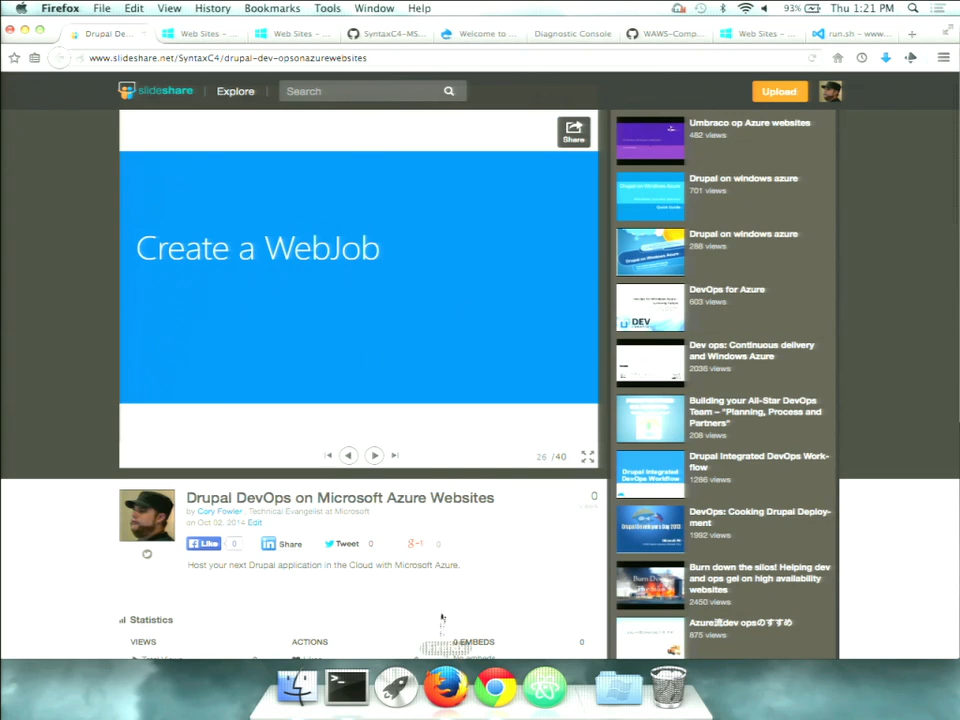 Firefox File Edit View History Bookmarks Tools Window Help 93% Thu 1:21 PM
Drupal De... Web Sites – ... Web Sites – ... SyntaxC4–MS... Welcome to ... Diagnostic Console WAWS–Comp... Web Sites – ... run.sh – www...
www.slideshare.net/SyntaxC4/drupal-dev-opsonazurewebsites
slideshare Explore Search Upload
Share
Create a WebJob
26 /40
Umbraco op Azure websites
482 views
Drupal on windows azure
701 views
Drupal on windows azure
288 views
DevOps for Azure
603 views
Dev ops: Continuous delivery
and Windows Azure
2036 views
Building your All-Star DevOps
Team – "Planning, Process and
Partners"
208 views
Drupal Integrated
DevOps Workflow
Drupal Integrated DevOps Work-
flow
1286 views
DevOps: Cooking Drupal Deploy-
ment
1992 views
Burn down the silos! Helping dev
and ops gel on high availability
websites
2450 views
Azure流dev opsのすすめ
875 views
Drupal DevOps on Microsoft Azure Websites
0
by Cory Fowler, Technical Evangelist at Microsoft
on Oct 02, 2014 Edit
Like 0 Share Tweet 0 g+1 0
Host your next Drupal application in the Cloud with Microsoft Azure.
Statistics
VIEWS ACTIONS 0 EMBEDS 0